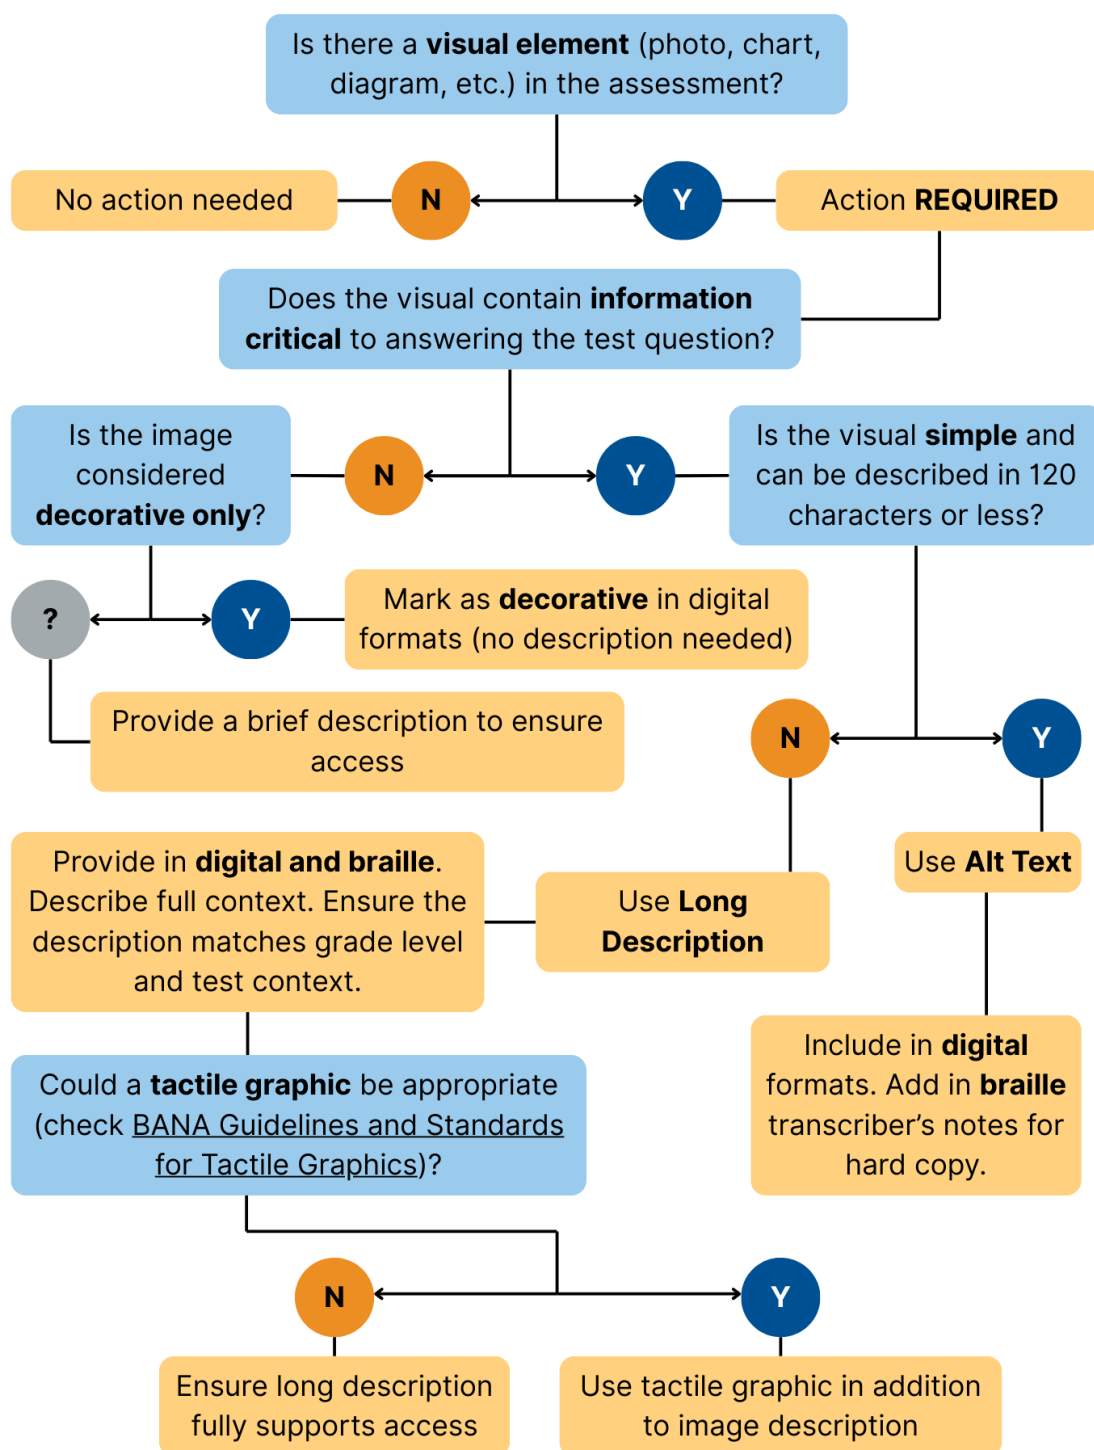 Is there a visual element (photo, chart,
diagram, etc.) in the assessment?
No action needed
N
Y
Action REQUIRED
Does the visual contain information
critical to answering the test question?
Is the image
considered
decorative only?
N
Y
Is the visual simple and
can be described in 120
characters or less?
?
Y
Mark as decorative in digital
formats (no description needed)
Provide a brief description to ensure
access
N
Y
Provide in digital and braille.
Describe full context. Ensure the
description matches grade level
and test context.
Use Long
Description
Use Alt Text
Include in digital
formats. Add in braille
transcriber’s notes for
hard copy.
Could a tactile graphic be appropriate
(check BANA Guidelines and Standards
for Tactile Graphics)?
N
Y
Ensure long description
fully supports access
Use tactile graphic in addition
to image description